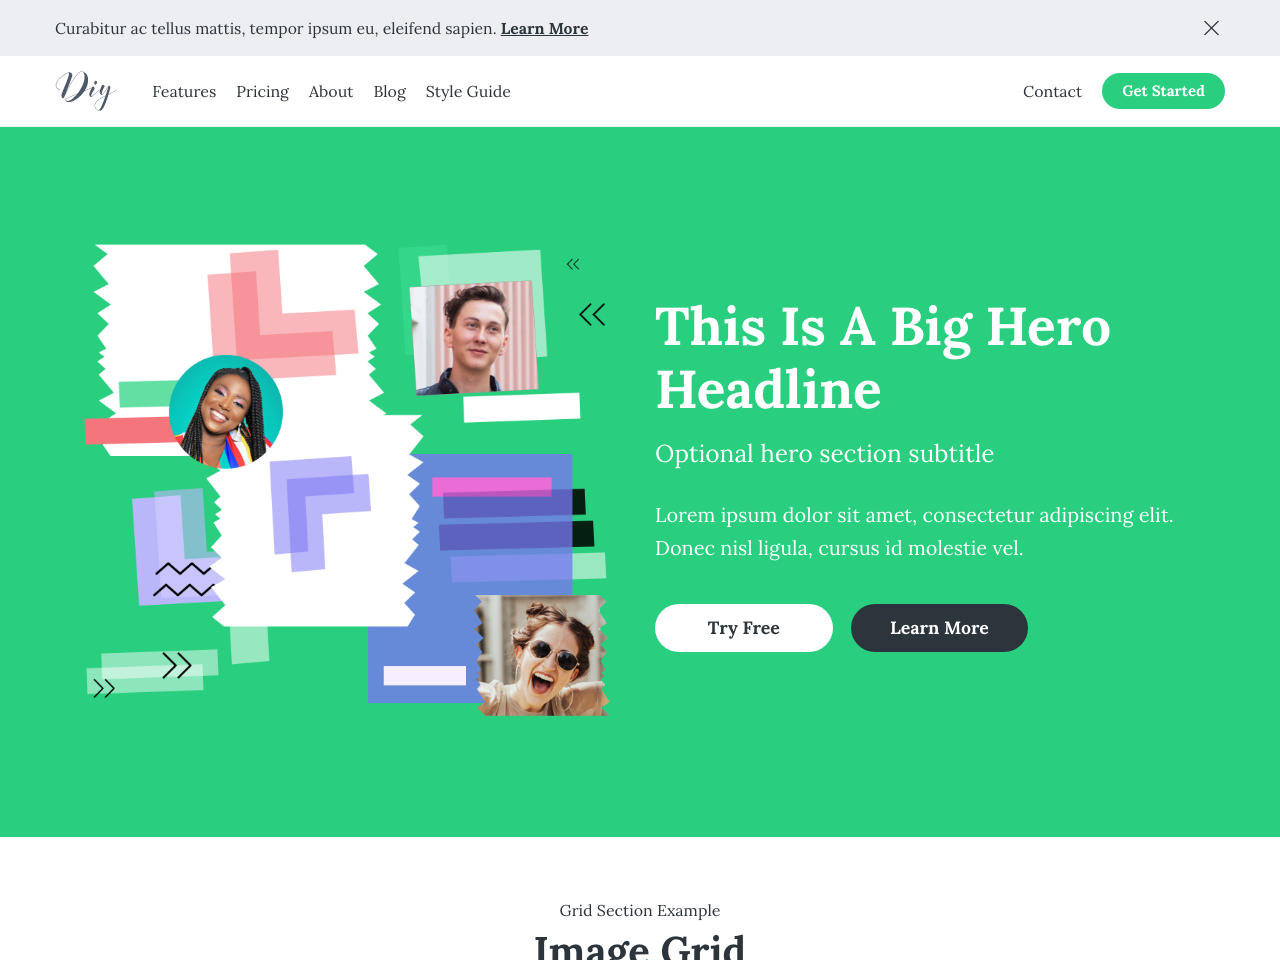 Curabitur ac tellus mattis, tempor ipsum eu, eleifend sapien. Learn More
Diy
Features
Pricing
About
Blog
Style Guide
Contact
Get Started
This Is A Big Hero
Headline
Optional hero section subtitle
Lorem ipsum dolor sit amet, consectetur adipiscing elit.
Donec nisl ligula, cursus id molestie vel.
Try Free
Learn More
Grid Section Example
Image Grid